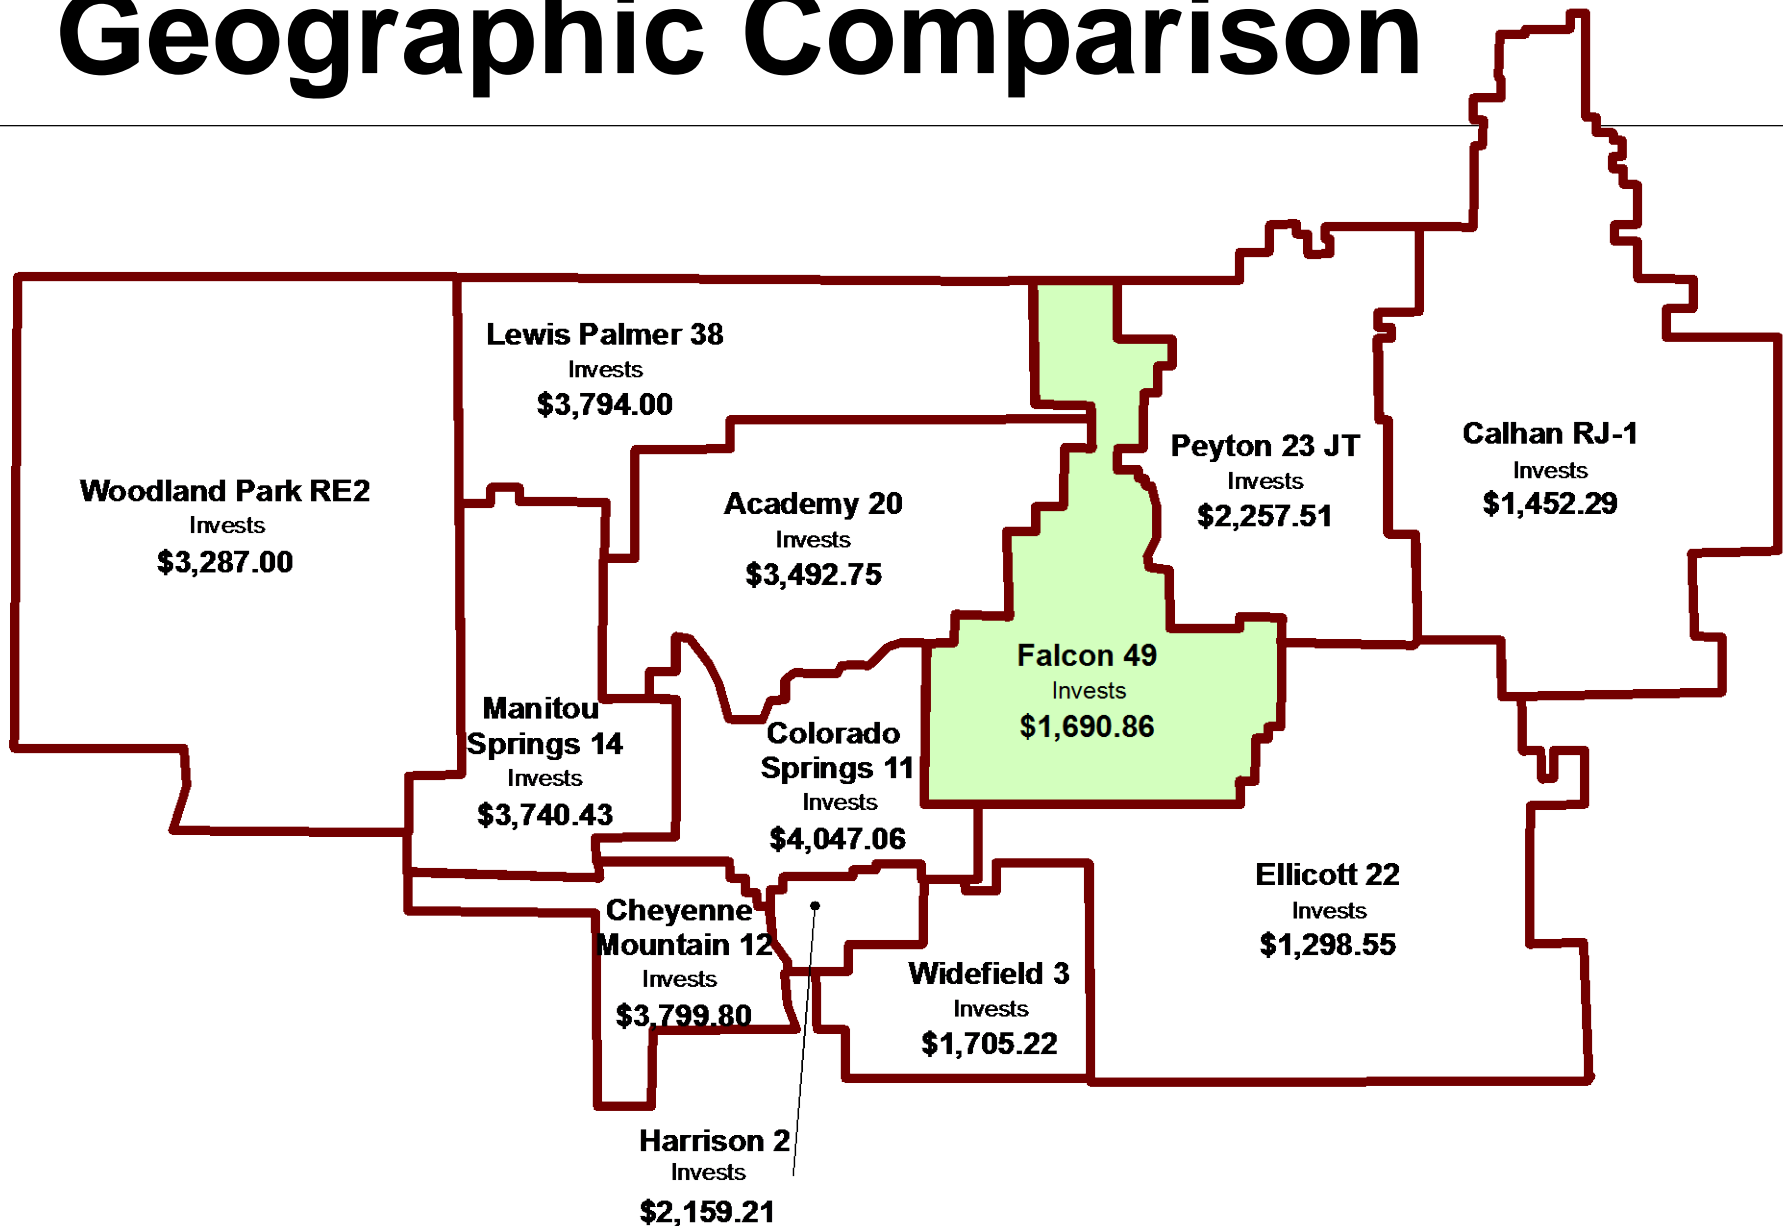 Geographic Comparison
Lewis Palmer 38
Invests
$3,794.00
Woodland Park RE2
Invests
$3,287.00
Academy 20
Invests
$3,492.75
Peyton 23 JT
Invests
$2,257.51
Calhan RJ-1
Invests
$1,452.29
Falcon 49
Invests
$1,690.86
Manitou
Springs 14
Invests
$3,740.43
Colorado
Springs 11
Invests
$4,047.06
Cheyenne
Mountain 12
Invests
$3,799.80
Widefield 3
Invests
$1,705.22
Ellicott 22
Invests
$1,298.55
Harrison 2
Invests
$2,159.21